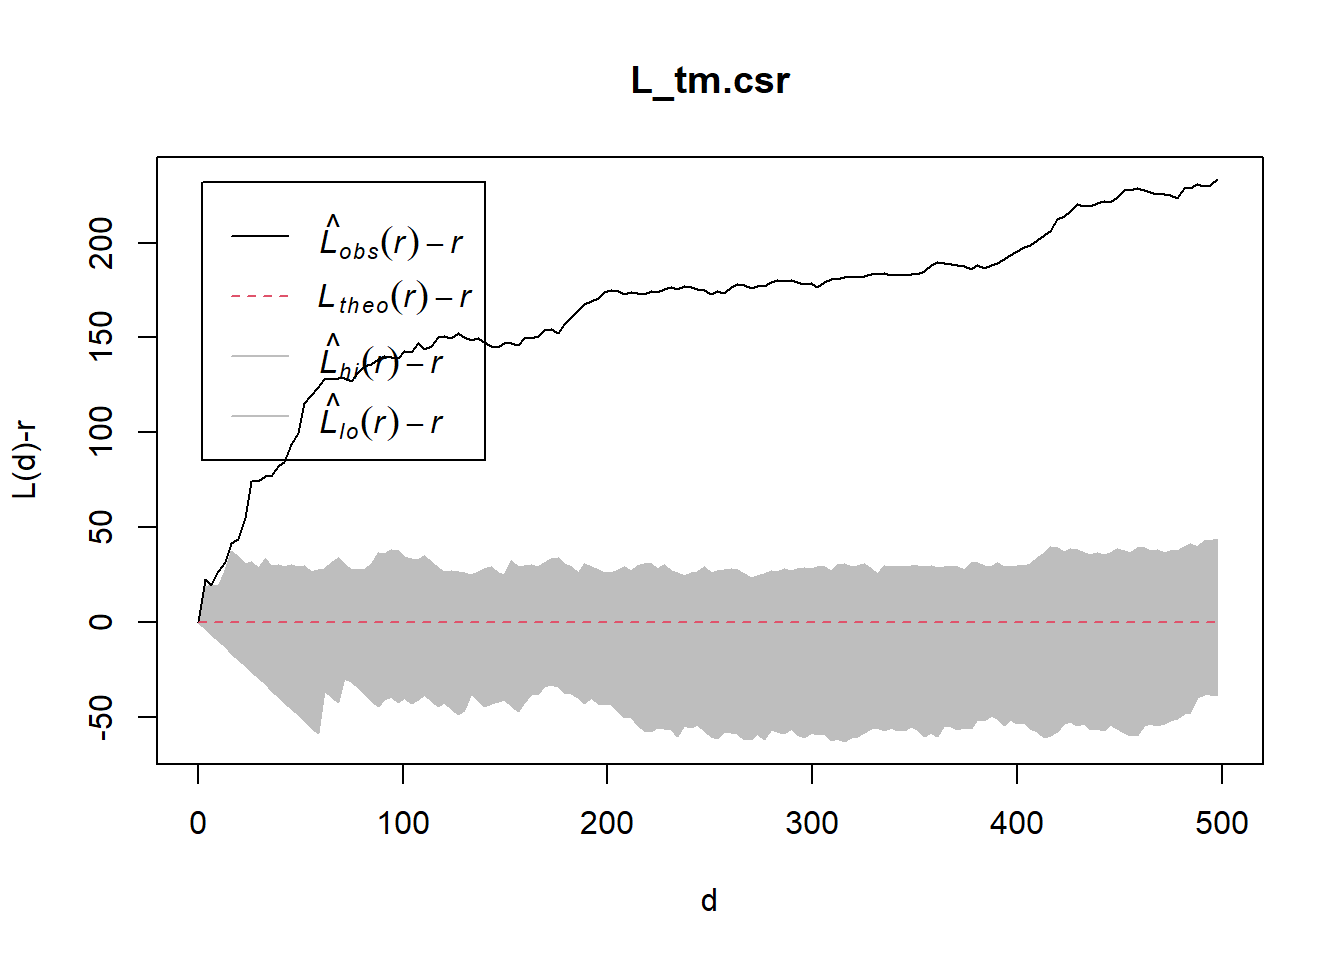 L_tm.csr
L̂obs(r) − r
Ltheo(r) − r
L̂hi(r) − r
L̂lo(r) − r
L(d)-r
200
150
100
50
0
-50
0 100 200 300 400 500
d